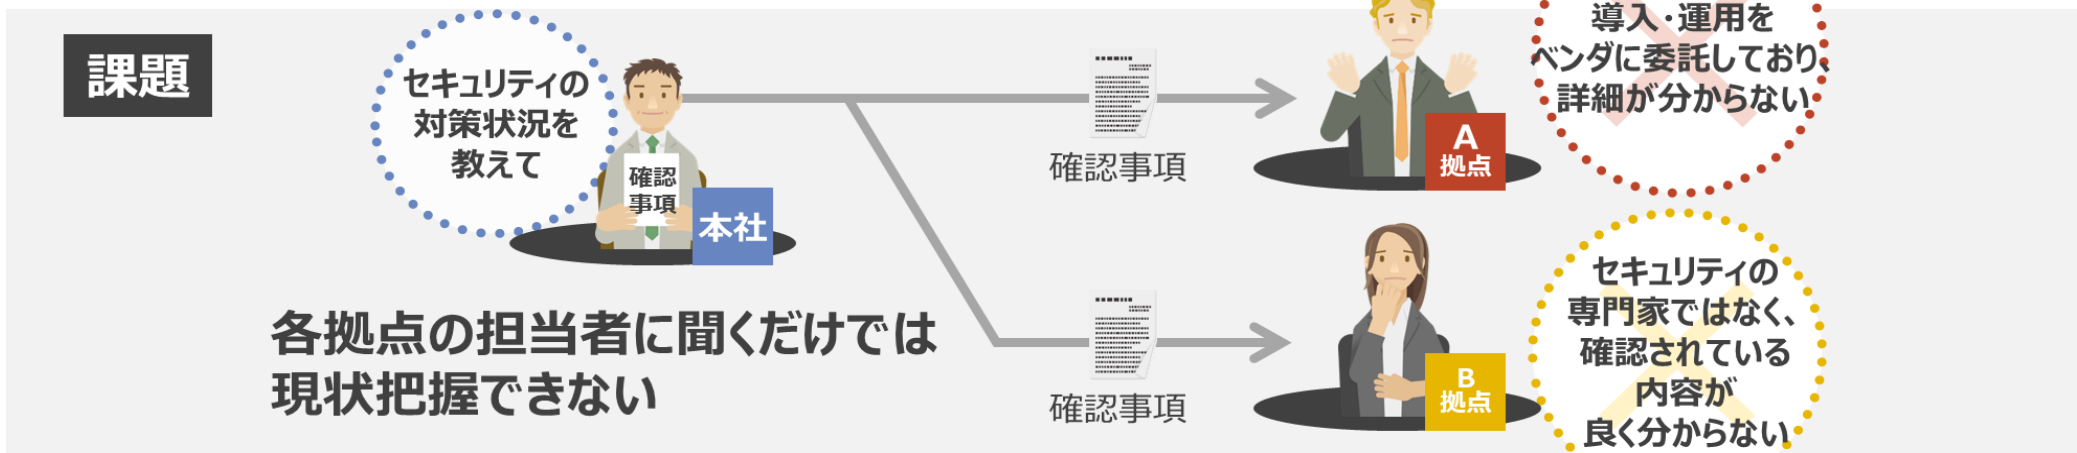 課題
セキュリティの
対策状況を
教えて
確認
事項
本社
各拠点の担当者に聞くだけでは
現状把握できない
確認事項
A
拠点
導入・運用を
ベンダに委託しており、
詳細が分からない
確認事項
B
拠点
セキュリティの
専門家ではなく、
確認されている
内容が
良く分からない